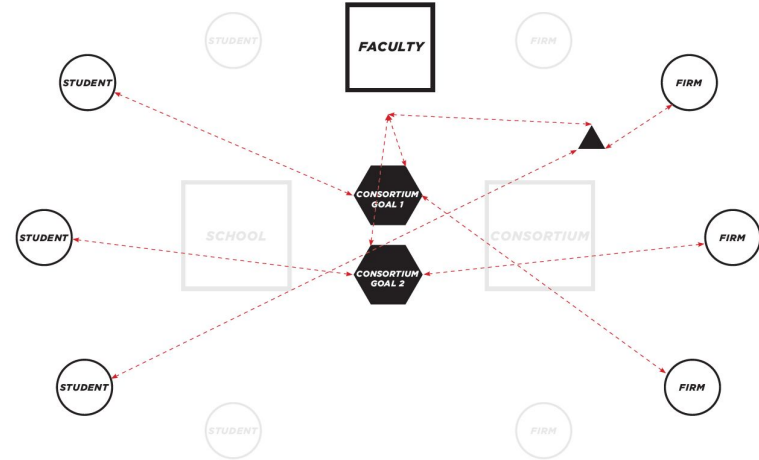 STUDENT
FIRM
FACULTY
STUDENT
FIRM
CONSORTIUM
GOAL 1
SCHOOL
CONSORTIUM
STUDENT
FIRM
CONSORTIUM
GOAL 2
STUDENT
FIRM
STUDENT
FIRM